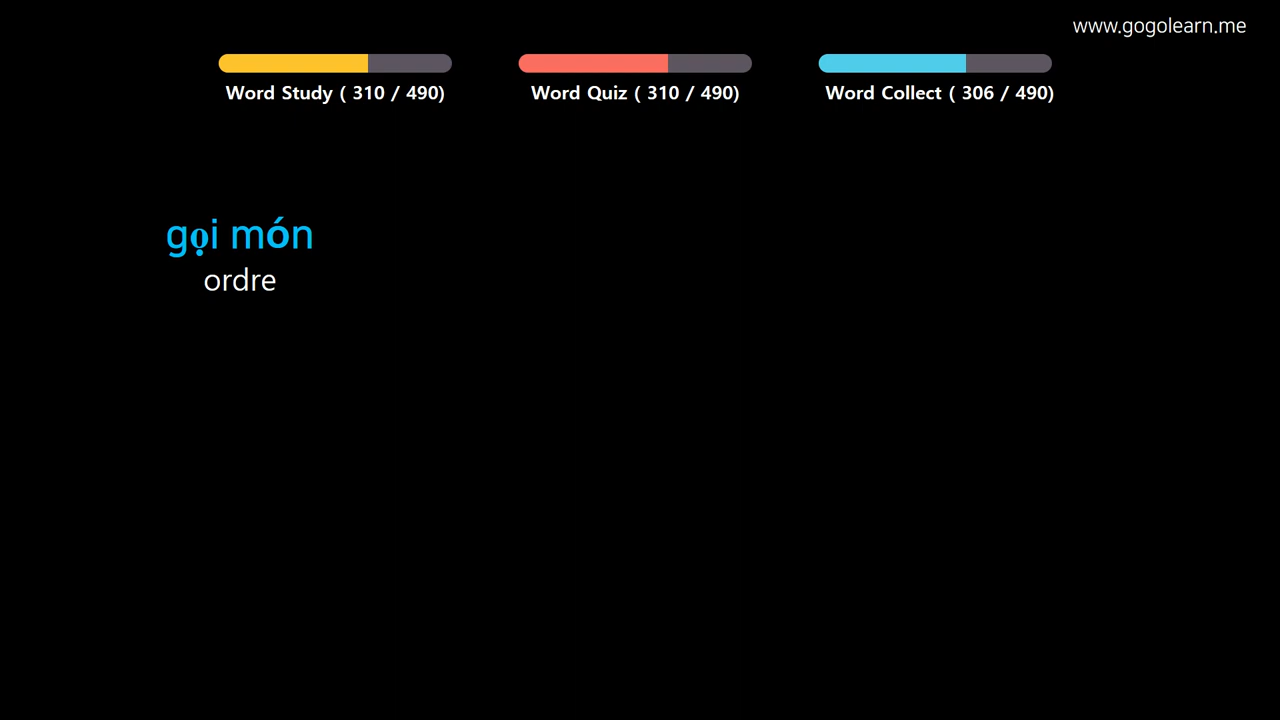 www.gogolearn.me
Word Study ( 310 / 490)
Word Quiz ( 310 / 490)
Word Collect ( 306 / 490)
gọi món
ordre